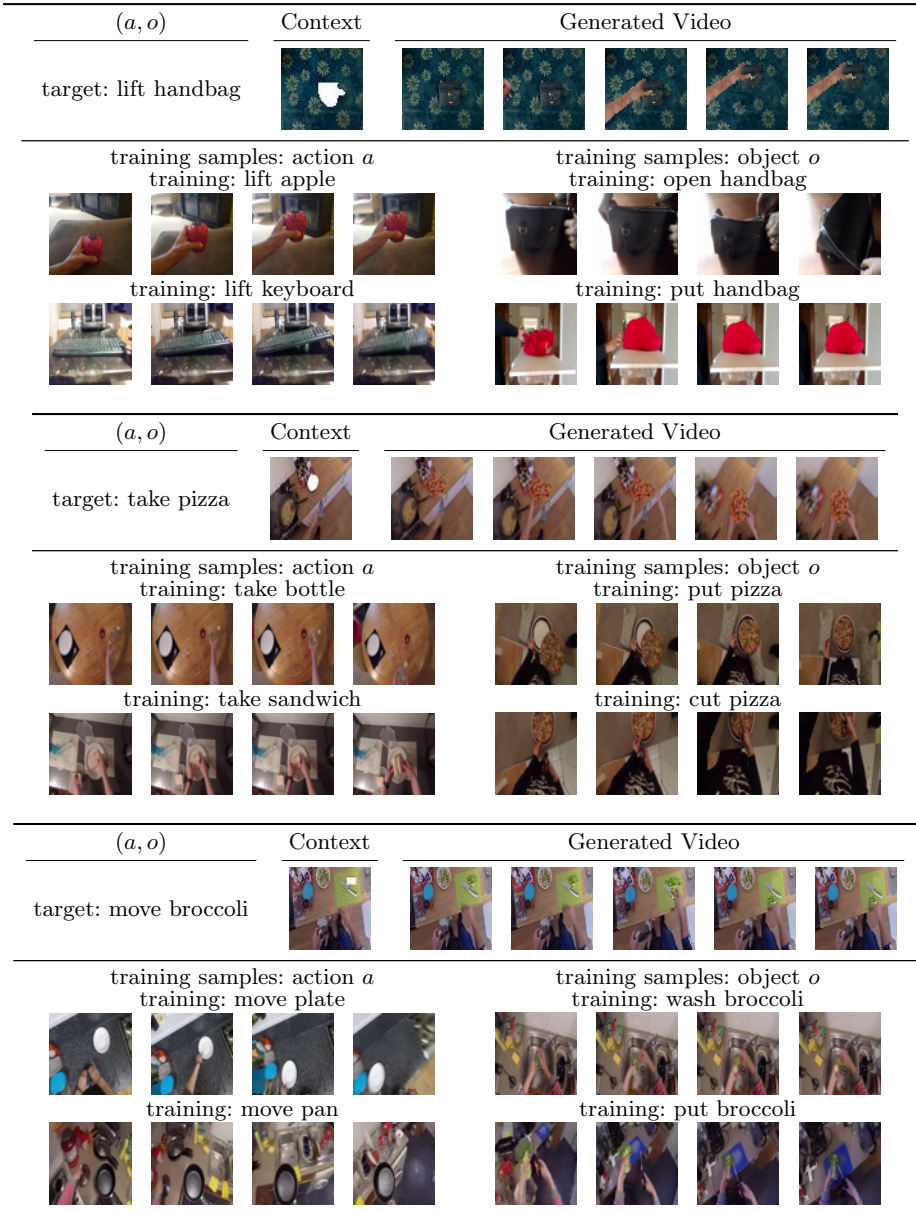 (a, o) Context Generated Video
target: lift handbag
training samples: action a training samples: object o
training: lift apple training: open handbag
training: lift keyboard training: put handbag
(a, o) Context Generated Video
target: take pizza
training samples: action a training samples: object o
training: take bottle training: put pizza
training: take sandwich training: cut pizza
(a, o) Context Generated Video
target: move broccoli
training samples: action a training samples: object o
training: move plate training: wash broccoli
training: move pan training: put broccoli